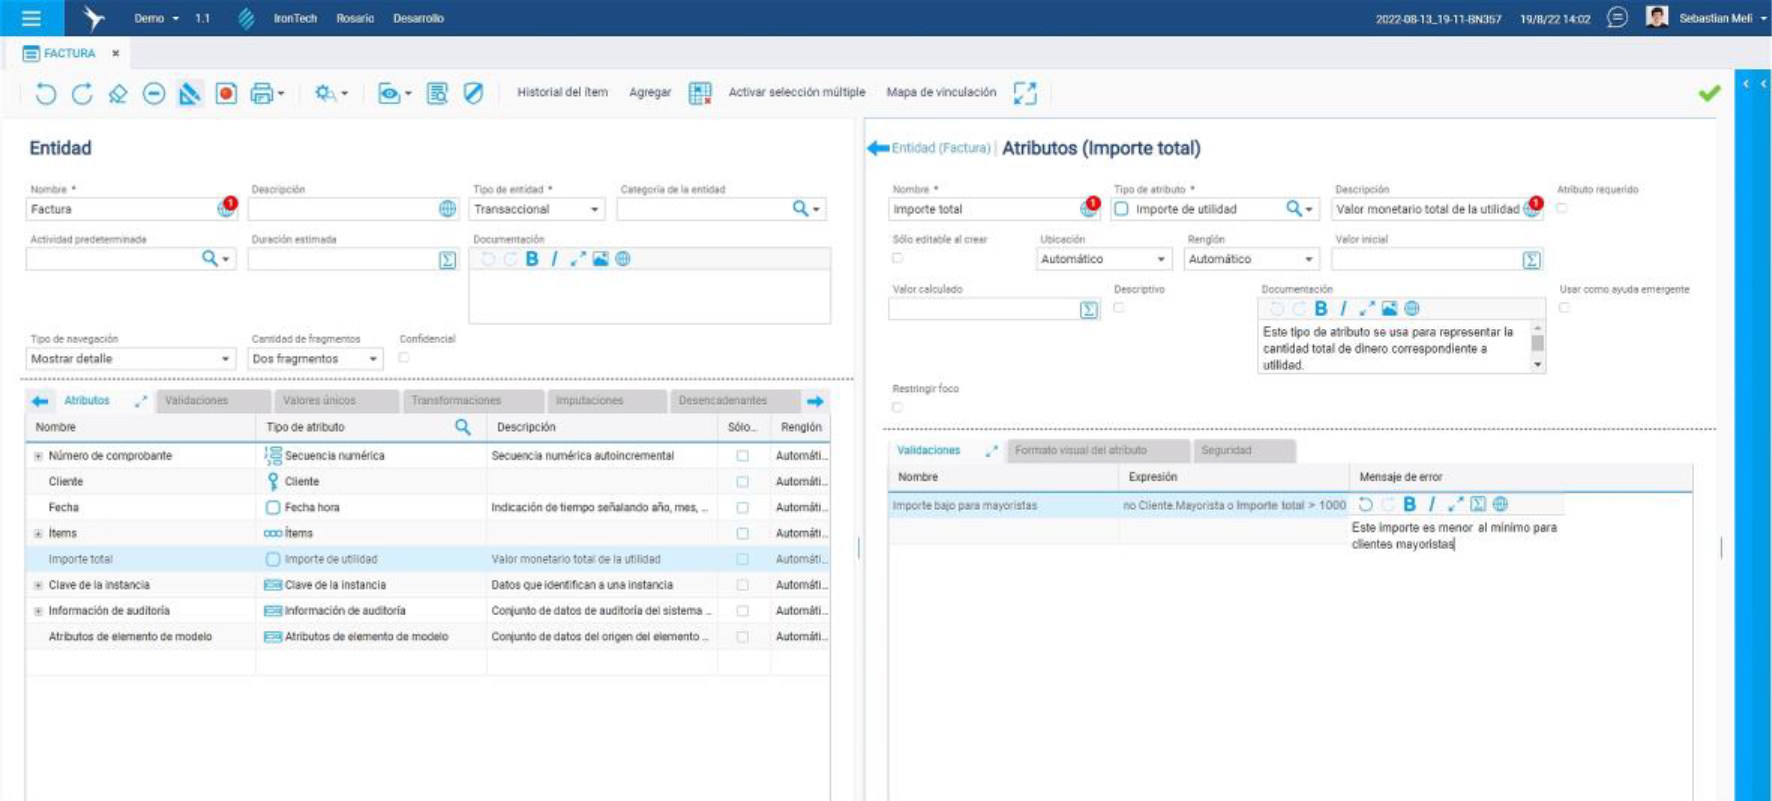 Demo 1.1 IronTech Rosario Desarrollo 2022-08-13_19-11-BN357 19/8/22 14:02 Sebastian Meli
FACTURA ×
Historial del ítem Agregar Activar selección múltiple Mapa de vinculación
Entidad
Nombre * Descripción Tipo de entidad * Categoría de la entidad
Factura 1 Transaccional
Actividad predeterminada Duración estimada Documentación
B I
Tipo de navegación Cantidad de fragmentos Confidencial
Mostrar detalle Dos fragmentos
Atributos Validaciones Valores únicos Transformaciones Imputaciones Desencadenantes
Nombre Tipo de atributo Descripción Sólo... Renglón
Número de comprobante Secuencia numérica Secuencia numérica autoincremental Automáti...
Cliente Cliente Automáti...
Fecha Fecha hora Indicación de tiempo señalando año, mes, ... Automáti...
Ítems Ítems Automáti...
Importe total Importe de utilidad Valor monetario total de la utilidad Automáti...
Clave de la instancia Clave de la instancia Datos que identifican a una instancia Automáti...
Información de auditoría Información de auditoría Conjunto de datos de auditoría del sistema ... Automáti...
Atributos de elemento de modelo Atributos de elemento de modelo Conjunto de datos del origen del elemento ... Automáti...
Entidad (Factura) | Atributos (Importe total)
Nombre * Tipo de atributo * Descripción Atributo requerido
Importe total 1 Importe de utilidad Valor monetario total de la utilidad 1
Sólo editable al crear Ubicación Renglón Valor inicial
Automático Automático
Valor calculado Descriptivo Documentación Usar como ayuda emergente
B I
Este tipo de atributo se usa para representar la
cantidad total de dinero correspondiente a
utilidad.
Restringir foco
Validaciones Formato visual del atributo Seguridad
Nombre Expresión Mensaje de error
Importe bajo para mayoristas no Cliente.Mayorista o Importe total > 1000 B I
Este importe es menor al mínimo para
clientes mayoristas